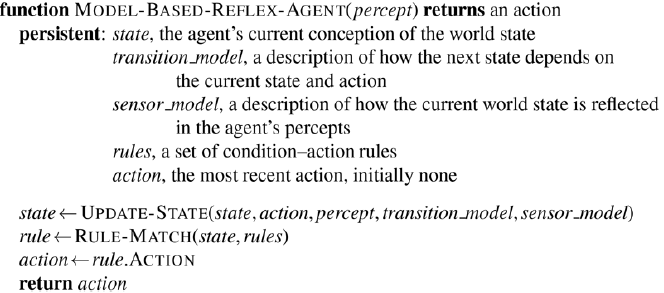 function MODEL-BASED-REFLEX-AGENT(percept) returns an action
persistent: state, the agent's current conception of the world state
transition_model, a description of how the next state depends on
the current state and action
sensor_model, a description of how the current world state is reflected
in the agent's percepts
rules, a set of condition–action rules
action, the most recent action, initially none
state ← UPDATE-STATE(state, action, percept, transition_model, sensor_model)
rule ← RULE-MATCH(state, rules)
action ← rule.ACTION
return action